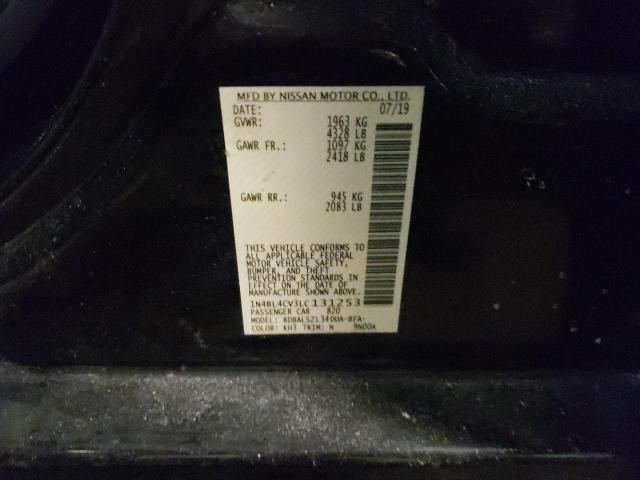 MFD BY NISSAN MOTOR CO., LTD.
DATE: 07/19
GVWR: 1963 KG
4328 LB
GAWR FR.: 1097 KG
2418 LB
GAWR RR.: 945 KG
2083 LB
THIS VEHICLE CONFORMS TO
ALL APPLICABLE FEDERAL
MOTOR VEHICLE SAFETY,
BUMPER, AND THEFT
PREVENTION STANDARDS IN
EFFECT ON THE DATE OF
MANUFACTURE SHOWN ABOVE.
1N4BL4CV3LC131253
PASSENGER CAR 820
MODEL: BDBALSZL34DUA-BFA-
COLOR: KH3 TRIM: N 9N00A